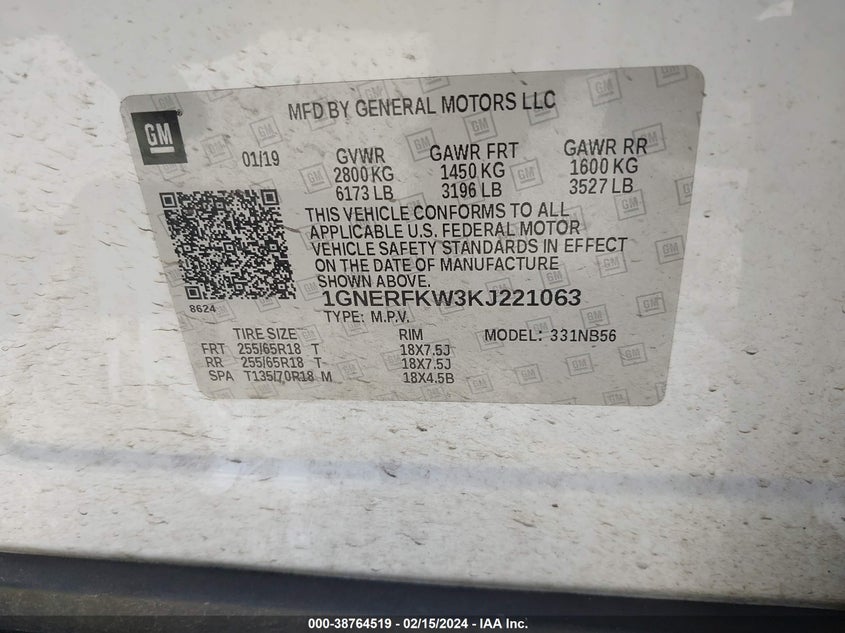 MFD BY GENERAL MOTORS LLC
GM
01/19 GVWR GAWR FRT GAWR RR
2800 KG 1450 KG 1600 KG
6173 LB 3196 LB 3527 LB
THIS VEHICLE CONFORMS TO ALL
APPLICABLE U.S. FEDERAL MOTOR
VEHICLE SAFETY STANDARDS IN EFFECT
ON THE DATE OF MANUFACTURE
SHOWN ABOVE.
8624
1GNERFKW3KJ221063
TYPE: M.P.V.
TIRE SIZE RIM MODEL: 331NB56
FRT 255/65R18 T 18X7.5J
RR 255/65R18 T 18X7.5J
SPA T135/70R18 M 18X4.5B
000-38764519 - 02/15/2024 - IAA Inc.